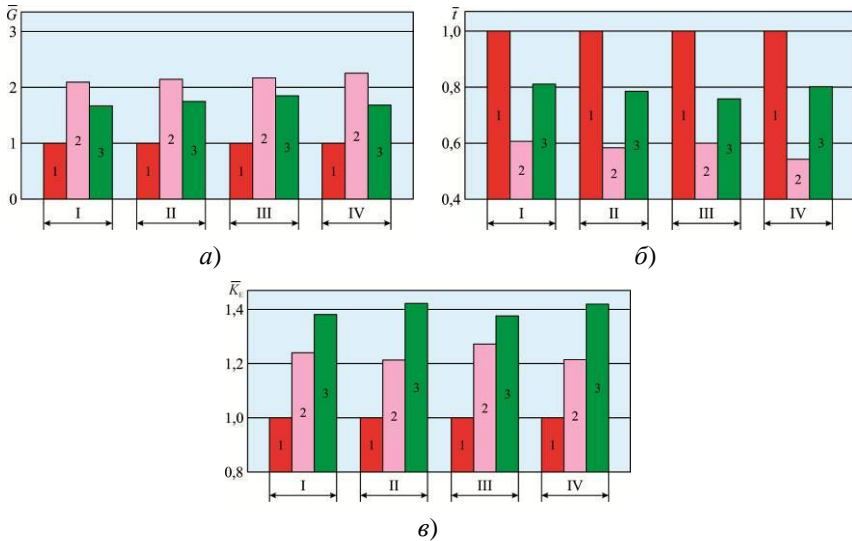 G̅
3
2
1
0
1 2 3 1 2 3 1 2 3 1 2 3
I II III IV
а)
t̅
1,0
0,8
0,6
0,4
1 2 3 1 2 3 1 2 3 1 2 3
I II III IV
б)
K̅E
1,4
1,2
1,0
0,8
1 2 3 1 2 3 1 2 3 1 2 3
I II III IV
в)